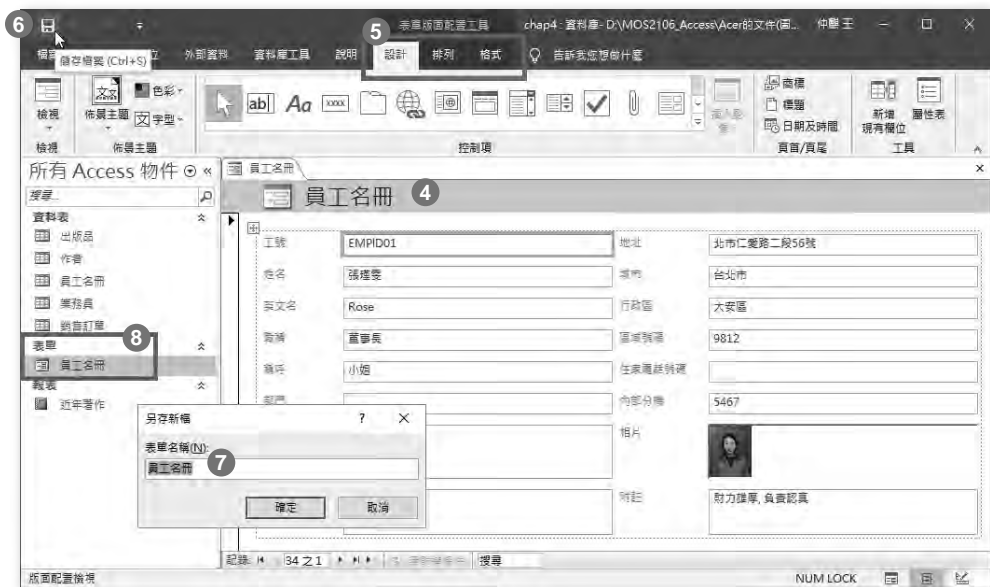 6
表單版面配置工具
chap4 : 資料庫- D:\MOS2106_Access\Acer的文件(圖...
5
外部資料
資料庫工具
說明
設計
排列
格式
告訴我您想做什麼
儲存檔案 (Ctrl+S)
檢視
佈景主題
色彩
字型
ab
Aa
XXXX
標題
日期及時間
新增
現有欄位
屬性表
檢視
佈景主題
控制項
頁首/頁尾
工具
所有 Access 物件
搜尋...
資料表
出版品
作者
員工名冊
業務員
銷售訂單
表單
8
員工名冊
報表
近年著作
員工名冊
員工名冊
4
工號
EMPID01
地址
北市仁愛路二段56號
姓名
城市
台北市
英文名
Rose
行政區
大安區
職稱
董事長
區域號碼
9812
稱呼
小姐
住家電話號碼
部門
內部分機
5467
相片
附註
財力雄厚, 負責認真
另存新檔
?
表單名稱(N):
員工名冊
7
確定
取消
記錄:
34 之 1
搜尋
版面配置檢視
NUM LOCK